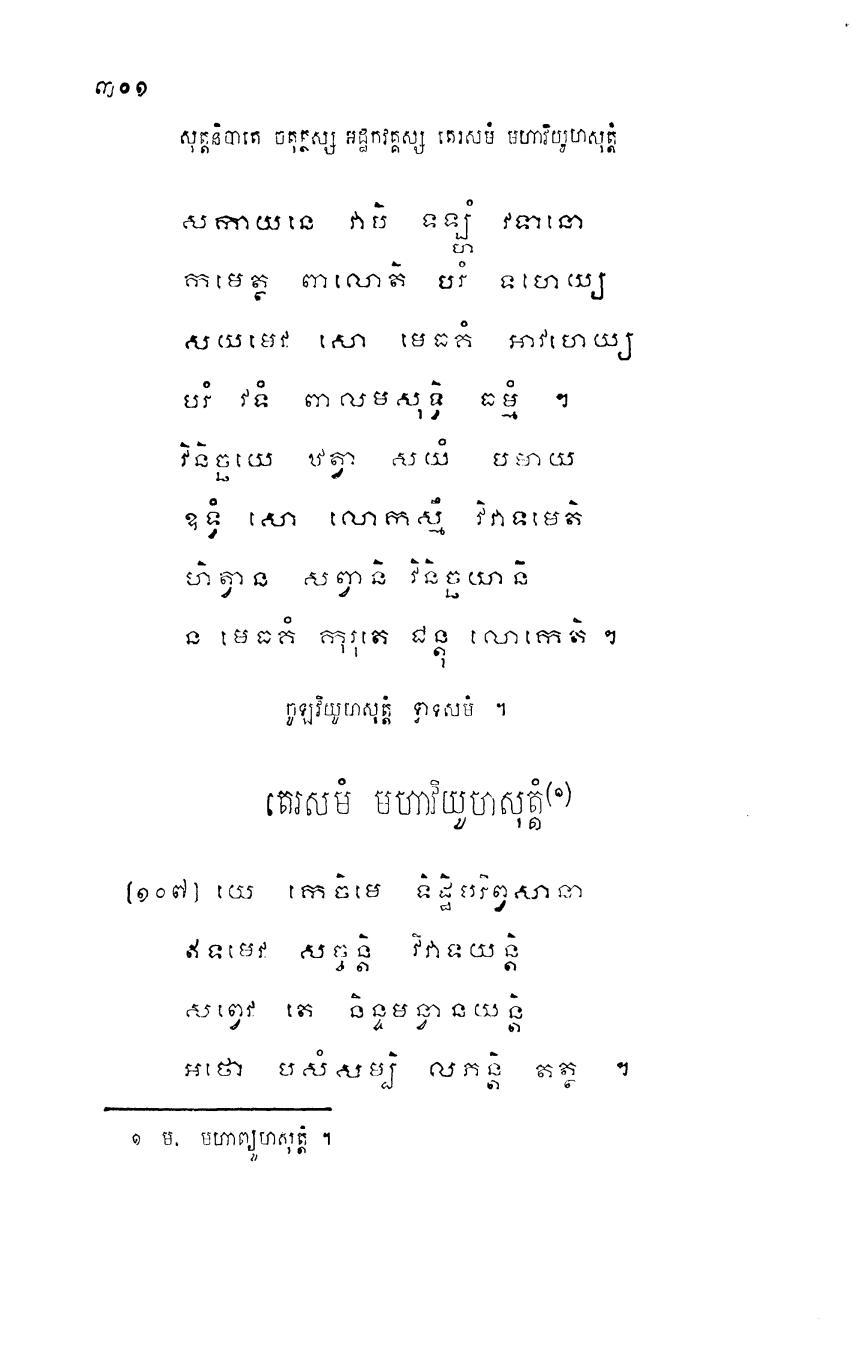 ៣០១
សុត្តនិបាតេ ចតុត្ថស្ស អដ្ឋកវគ្គស្ស តេរសមំ មហាវិយូហសុត្តំ
សកាយនេ វាបិ ទឡ្ហំ វទានោ
កមេត្ថ ពាលោតិ បរំ ទហេយ្យ
សយមេវ សោ មេធកំ អាវហេយ្យ
បរំ វទំ ពាលមសុទ្ធិ ធម្មំ ។
វិនិច្ឆយេ ឋត្វា សយំ បមាយ
ឧទ្ធំ សោ លោកស្មឹ វិវាទមេតិ
ហិត្វាន សព្វានិ វិនិច្ឆយានិ
ន មេធកំ កុរុតេ ជន្តុ លោកេតិ ។
ចូឡវិយូហសុត្តំ ទ្វាទសមំ ។
តេរសមំ មហាវិយូហសុត្តំ(១)
[១០៧] យេ កេចិមេ ទិដ្ឋិបរិព្វសានា
ឥទមេវ សច្ចន្តិ វិវាទយន្តិ
សព្វេវ តេ និន្ទមន្វានយន្តិ
អថោ បសំសម្បិ លភន្តិ តត្ថ ។
១ ម. មហាព្យូហសុត្តំ ។